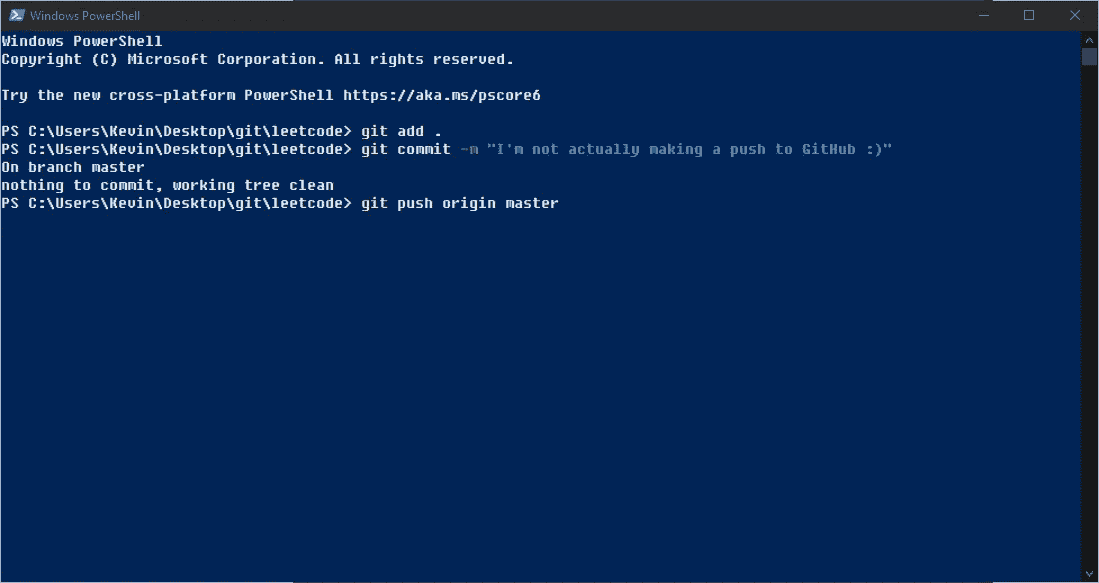 Windows PowerShell
Windows PowerShell
Copyright (C) Microsoft Corporation. All rights reserved.
Try the new cross-platform PowerShell https://aka.ms/pscore6
PS C:\Users\Kevin\Desktop\git\leetcode> git add .
PS C:\Users\Kevin\Desktop\git\leetcode> git commit -m "I'm not actually making a push to GitHub :)"
On branch master
nothing to commit, working tree clean
PS C:\Users\Kevin\Desktop\git\leetcode> git push origin master